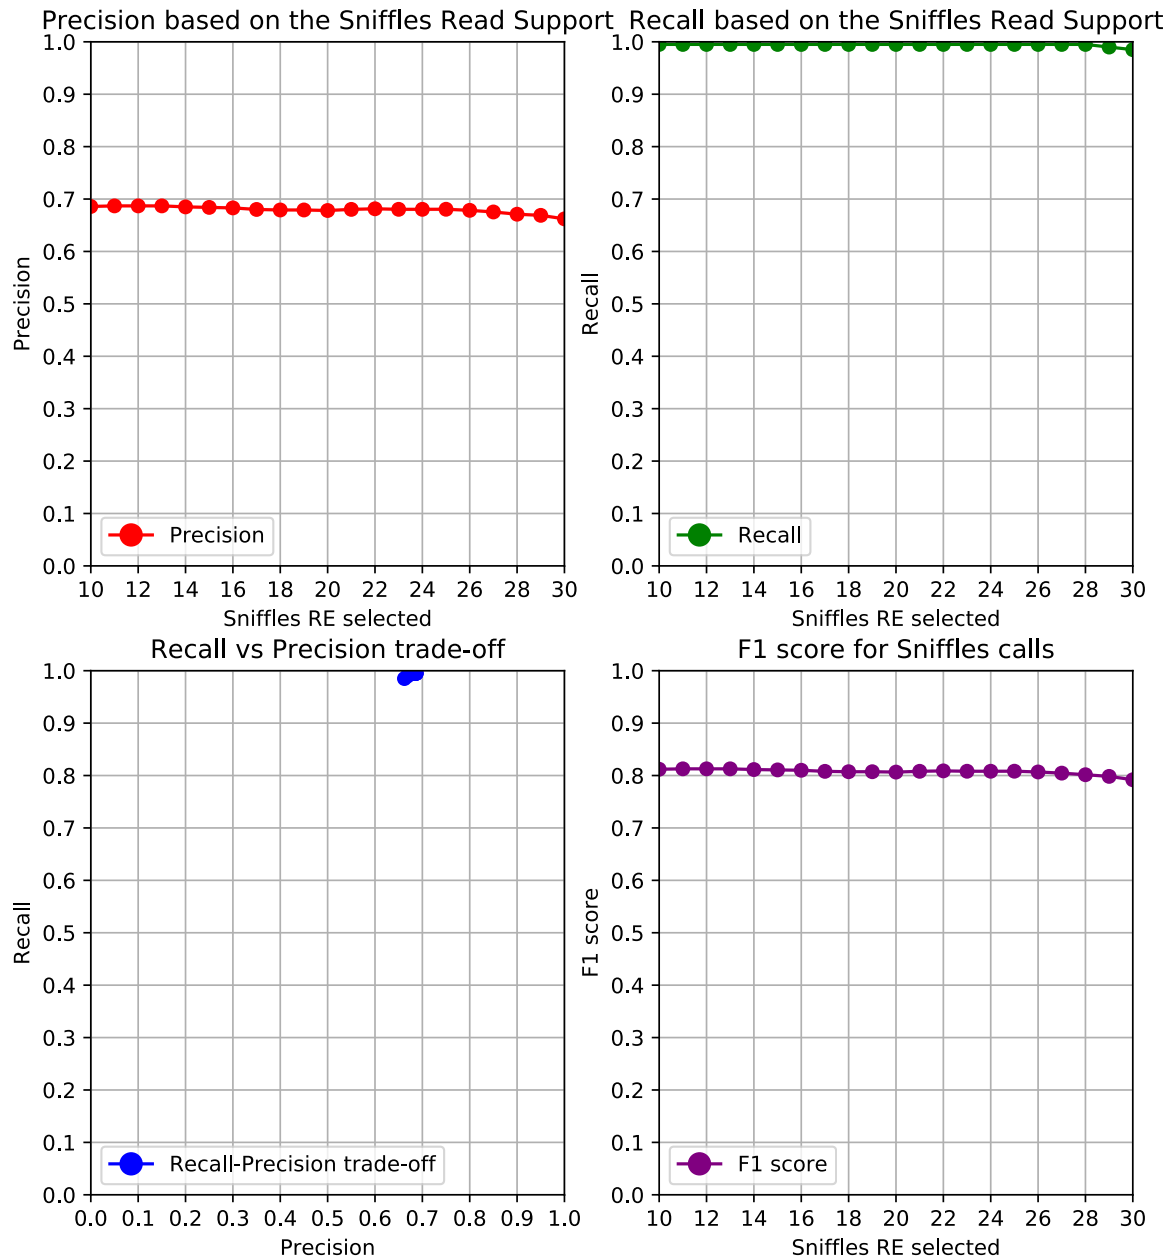 Precision based on the Sniffles Read Support
1.0
0.9
0.8
0.7
0.6
0.5
0.4
0.3
0.2
0.1
0.0
Precision
Precision
10 12 14 16 18 20 22 24 26 28 30
Sniffles RE selected
Recall based on the Sniffles Read Support
1.0
0.9
0.8
0.7
0.6
0.5
0.4
0.3
0.2
0.1
0.0
Recall
Recall
10 12 14 16 18 20 22 24 26 28 30
Sniffles RE selected
Recall vs Precision trade-off
1.0
0.9
0.8
0.7
0.6
0.5
0.4
0.3
0.2
0.1
0.0
Recall
Recall-Precision trade-off
0.0 0.1 0.2 0.3 0.4 0.5 0.6 0.7 0.8 0.9 1.0
Precision
F1 score for Sniffles calls
1.0
0.9
0.8
0.7
0.6
0.5
0.4
0.3
0.2
0.1
0.0
F1 score
F1 score
10 12 14 16 18 20 22 24 26 28 30
Sniffles RE selected